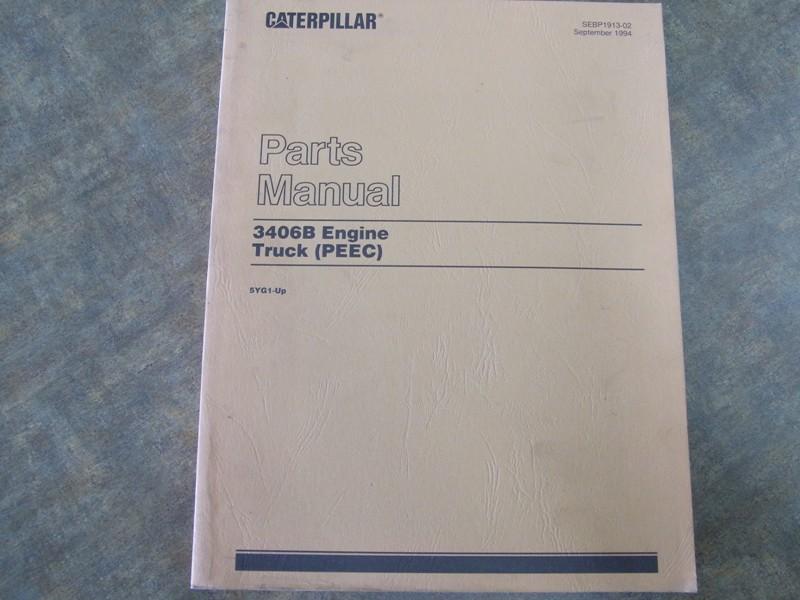 CATERPILLAR®
SEBP1913-02
September 1994
Parts
Manual
3406B Engine
Truck (PEEC)
5YG1-Up